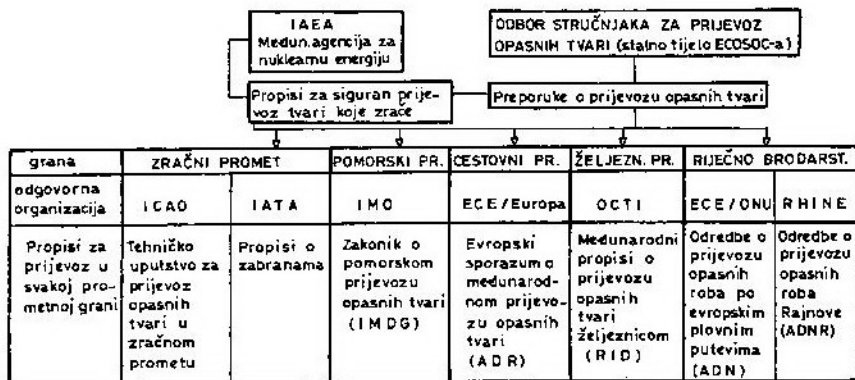 IAEA
Međun.agencija za
nuklearnu energiju
ODBOR STRUČNJAKA ZA PRIJEVOZ
OPASNIH TVARI (stalno tijelo ECOSOC-a)
Propisi za siguran prije-
voz tvari koje zrače
Preporuke o prijevozu opasnih tvari
grana
ZRAČNI PROMET
POMORSKI PR.
CESTOVNI PR.
ŽELJEZN. PR.
RIJEČNO BRODARST.
odgovorna
organizacija
ICAO
IATA
IMO
ECE/Europa
OCTI
ECE/ONU
RHINE
Propisi za
prijevoz u
svakoj pro-
metnoj grani
Tehničko
uputstvo za
prijevoz
opasnih
tvari u
zračnom
prometu
Propisi o
zabranama
Zakonik o
pomorskom
prijevozu
opasnih tvari
(IMDG)
Evropski
sporazum o
međunarod-
nom prijevo-
zu opasnih
tvari
(ADR)
Međunarodni
propisi o
prijevozu
opasnih
tvari
željeznicom
(RID)
Odredbe o
prijevozu
opasnih
roba po
evropskim
plovnim
putevima
(ADN)
Odredbe o
prijevozu
opasnih
roba
Rajnove
(ADNR)